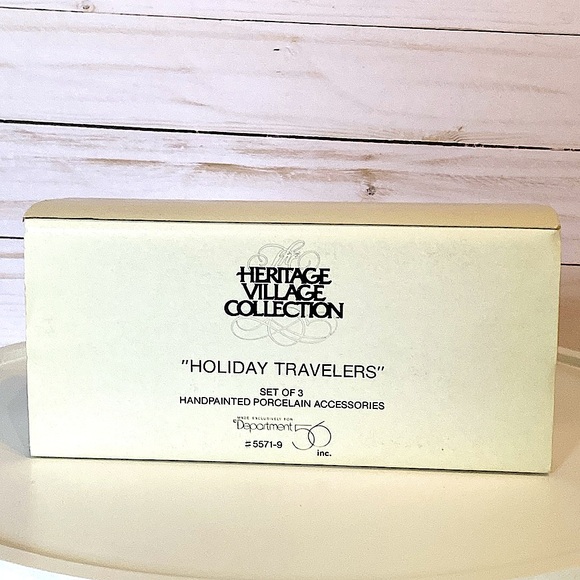 The
HERITAGE
VILLAGE
COLLECTION
"HOLIDAY TRAVELERS"
SET OF 3
HANDPAINTED PORCELAIN ACCESSORIES
MADE EXCLUSIVELY FOR
Department 56
inc.
#5571-9